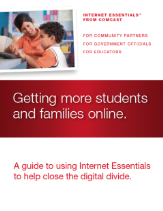 INTERNET ESSENTIALS℠
FROM COMCAST
FOR COMMUNITY PARTNERS
FOR GOVERNMENT OFFICIALS
FOR EDUCATORS
Getting more students
and families online.
A guide to using Internet Essentials
to help close the digital divide.